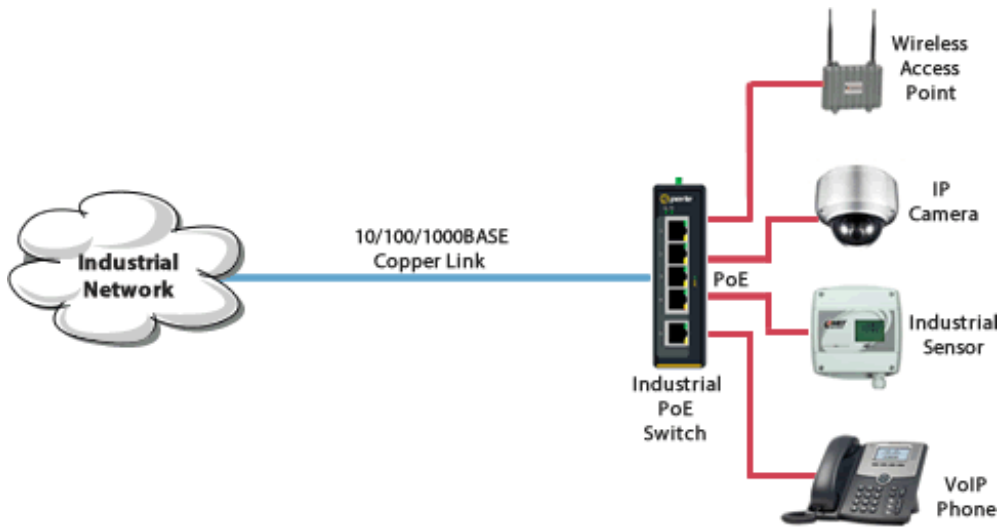 Wireless
Access
Point
IP
Camera
perle
10/100/1000BASE
Copper Link
Industrial
Network
PoE
Industrial
Sensor
Industrial
PoE
Switch
VoIP
Phone